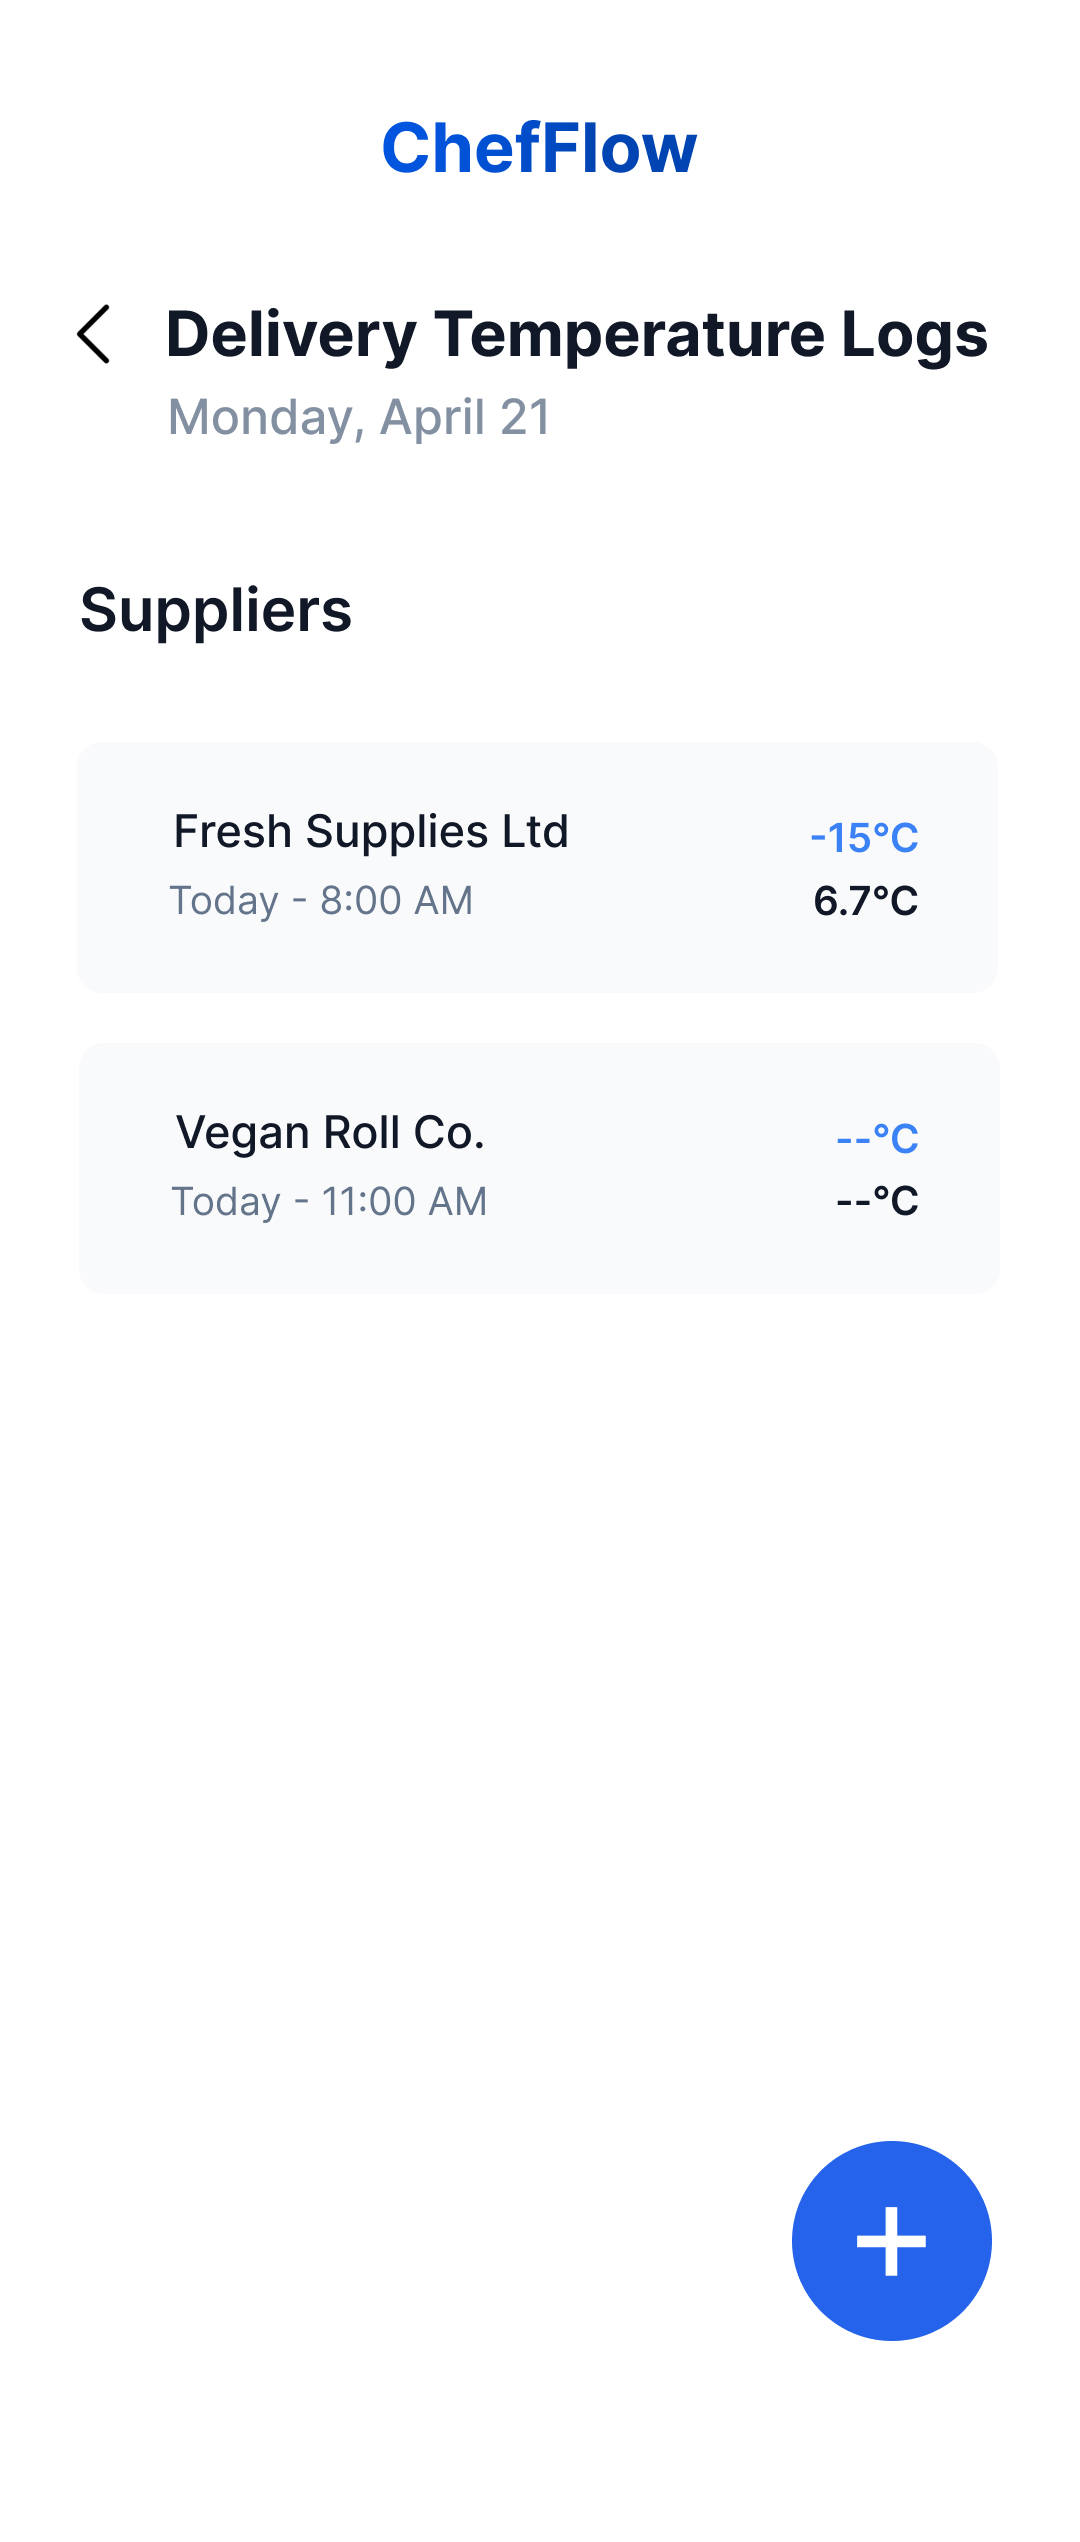 ChefFlow
Delivery Temperature Logs
Monday, April 21
Suppliers
Fresh Supplies Ltd
-15°C
Today - 8:00 AM
6.7°C
Vegan Roll Co.
--°C
Today - 11:00 AM
--°C